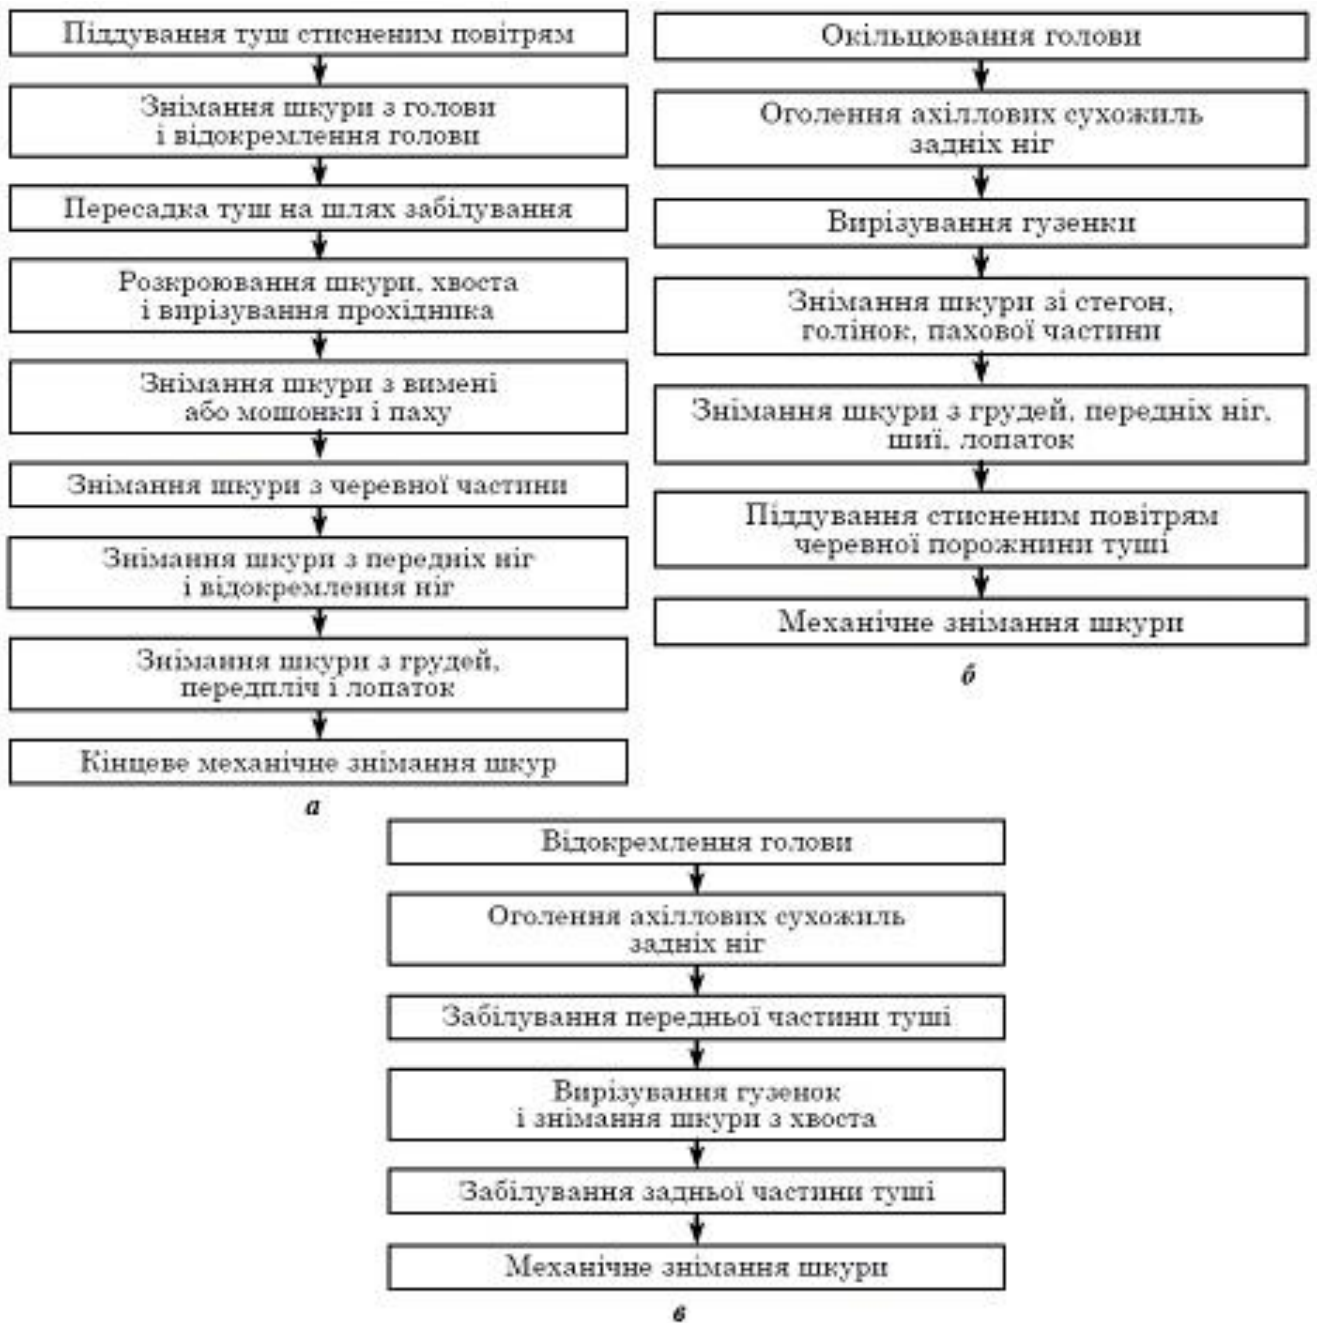 Піддування туш стисненим повітрям
Знімання шкури з голови
і відокремлення голови
Пересадка туш на шлях забілування
Розкроювання шкури, хвоста
і вирізування прохідника
Знімання шкури з вимені
або мошонки і паху
Знімання шкури з черевної частини
Знімання шкури з передніх ніг
і відокремлення ніг
Знімання шкури з грудей,
передпліч і лопаток
Кінцеве механічне знімання шкур
а
Окільцювання голови
Оголення ахіллових сухожиль
задніх ніг
Вирізування гузенки
Знімання шкури зі стегон,
голінок, пахової частини
Знімання шкури з грудей, передніх ніг,
шиї, лопаток
Піддування стисненим повітрям
черевної порожнини туші
Механічне знімання шкури
б
Відокремлення голови
Оголення ахіллових сухожиль
задніх ніг
Забілування передньої частини туші
Вирізування гузенок
і знімання шкури з хвоста
Забілування задньої частини туші
Механічне знімання шкури
в